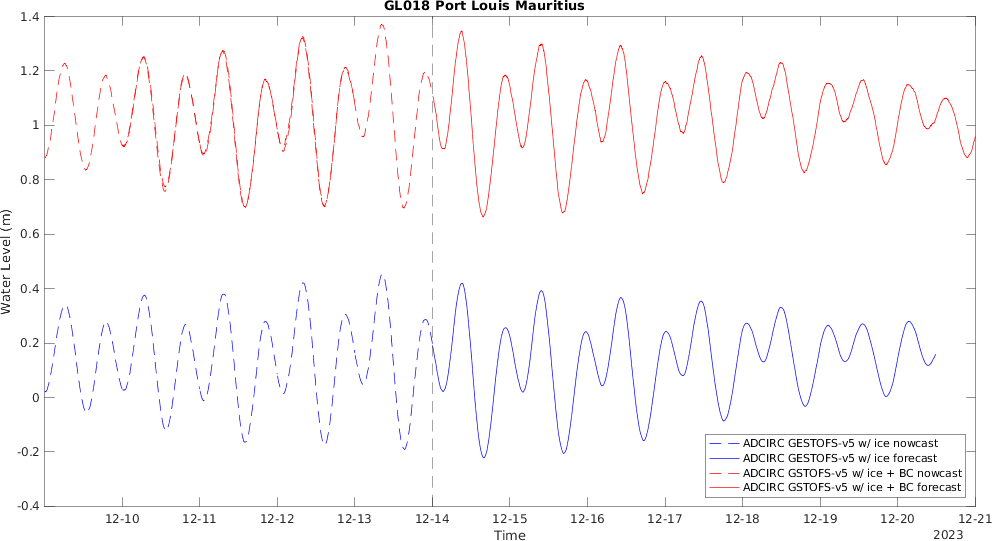 GL018 Port Louis Mauritius
1.4
1.2
1
0.8
0.6
0.4
0.2
0
-0.2
-0.4
Water Level (m)
ADCIRC GESTOFS-v5 w/ ice nowcast
ADCIRC GESTOFS-v5 w/ ice forecast
ADCIRC GSTOFS-v5 w/ ice + BC nowcast
ADCIRC GSTOFS-v5 w/ ice + BC forecast
12-10 12-11 12-12 12-13 12-14 12-15 12-16 12-17 12-18 12-19 12-20 12-21
Time
2023